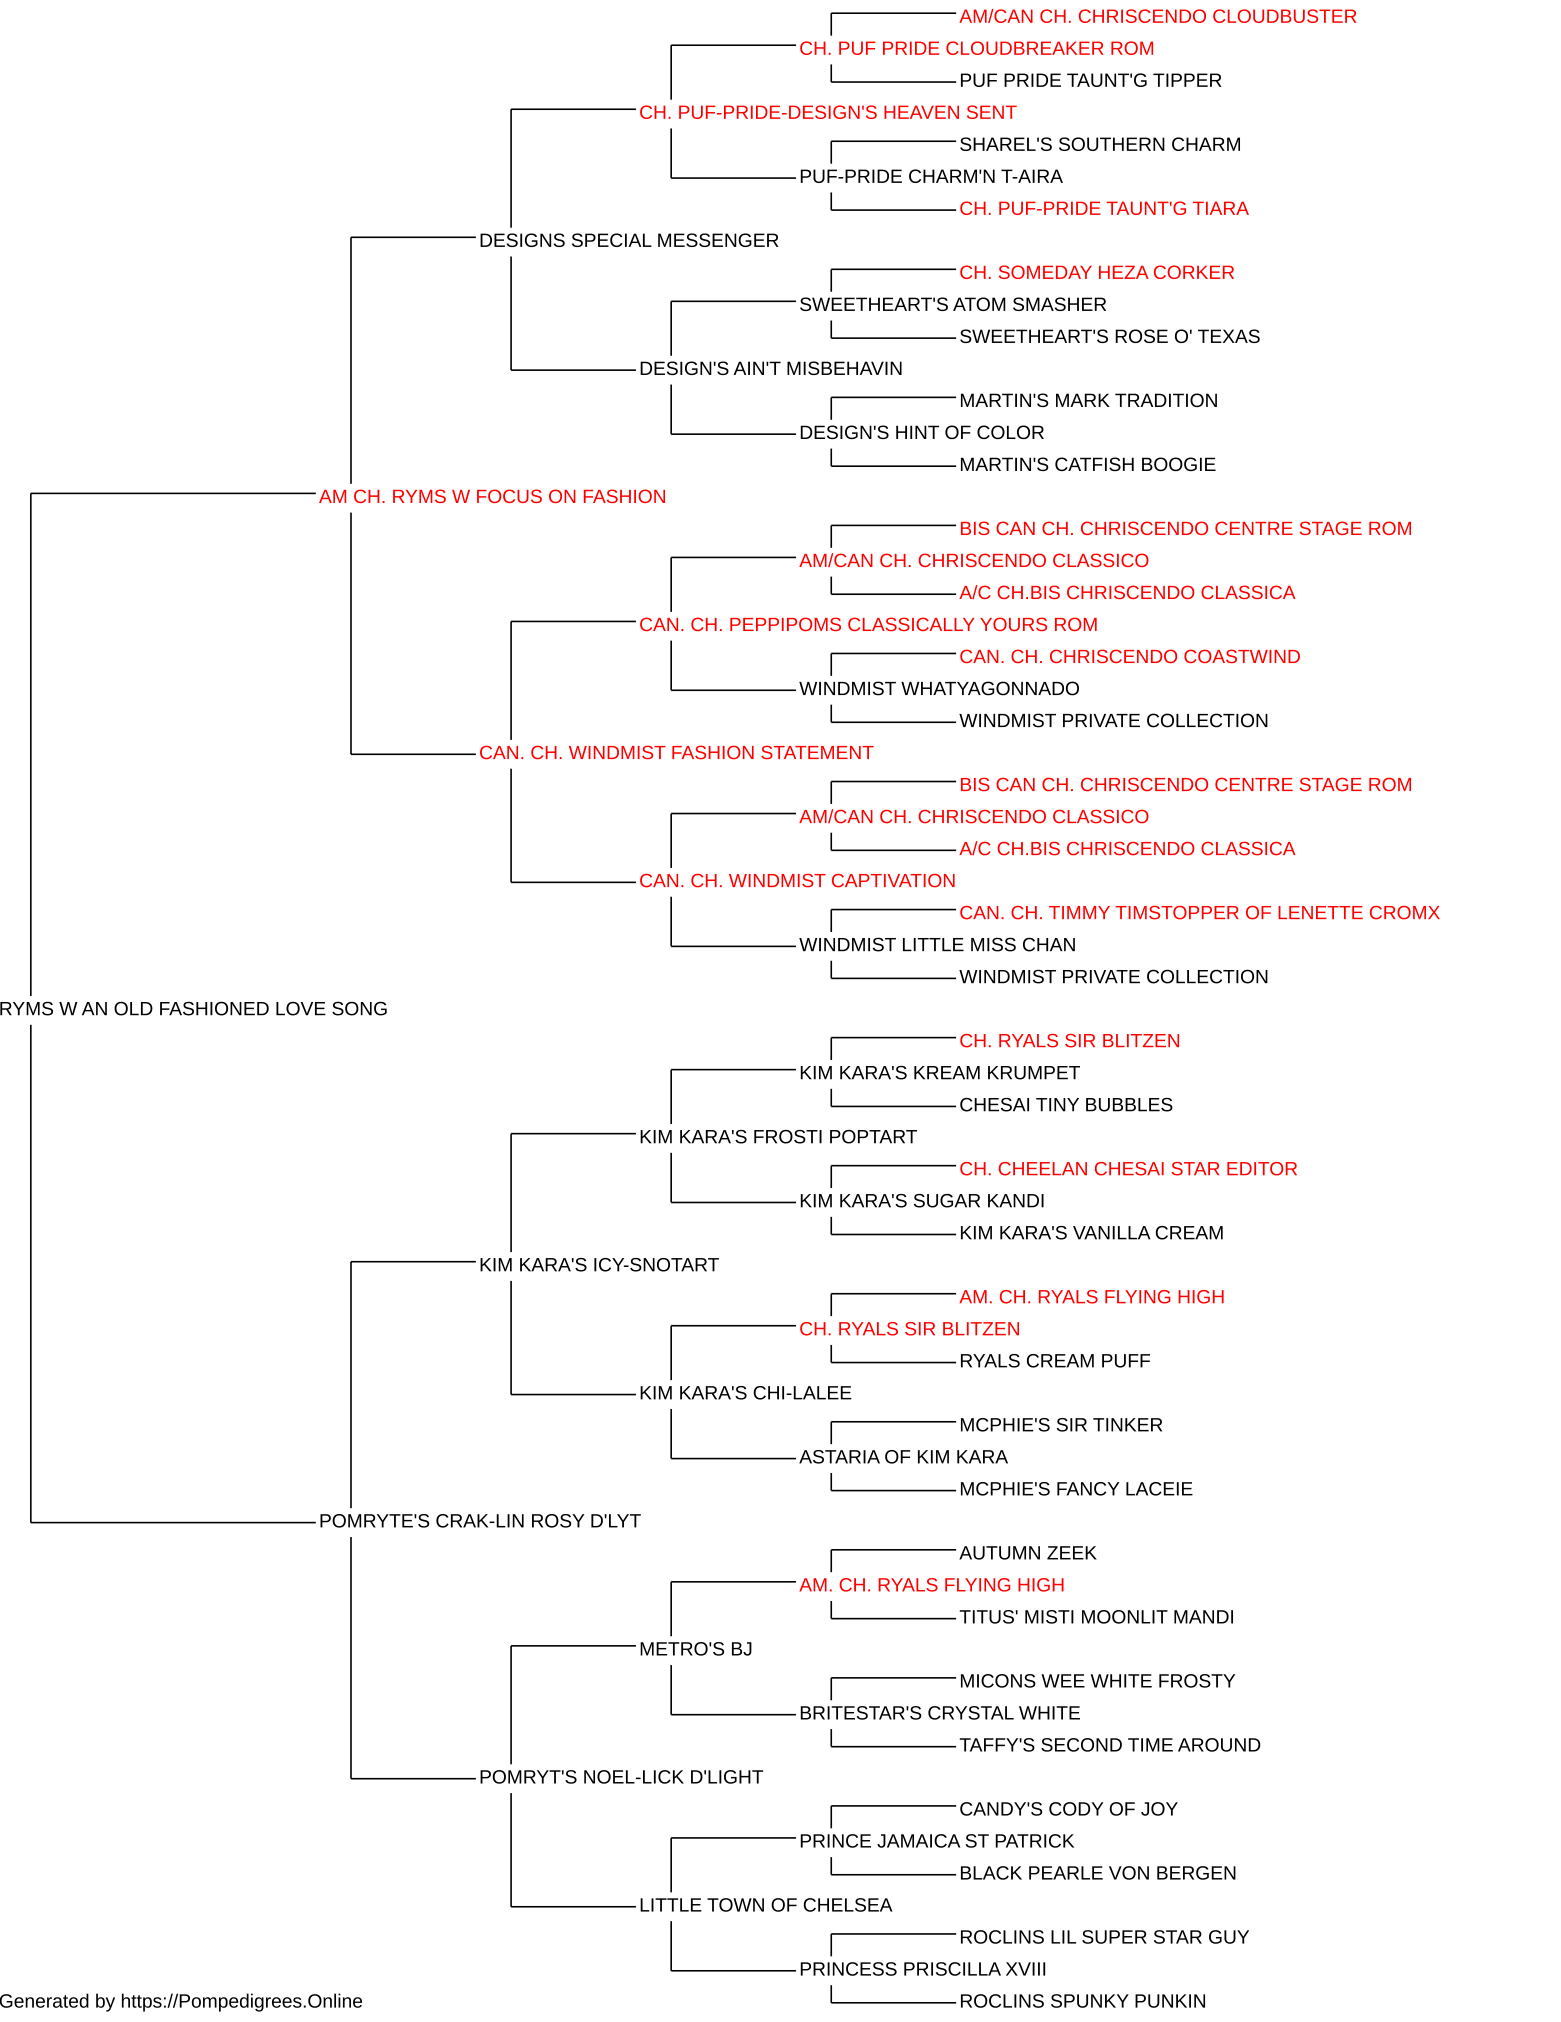 AM/CAN CH. CHRISCENDO CLOUDBUSTER
CH. PUF PRIDE CLOUDBREAKER ROM
PUF PRIDE TAUNT'G TIPPER
CH. PUF-PRIDE-DESIGN'S HEAVEN SENT
SHAREL'S SOUTHERN CHARM
PUF-PRIDE CHARM'N T-AIRA
CH. PUF-PRIDE TAUNT'G TIARA
DESIGNS SPECIAL MESSENGER
CH. SOMEDAY HEZA CORKER
SWEETHEART'S ATOM SMASHER
SWEETHEART'S ROSE O' TEXAS
DESIGN'S AIN'T MISBEHAVIN
MARTIN'S MARK TRADITION
DESIGN'S HINT OF COLOR
MARTIN'S CATFISH BOOGIE
AM CH. RYMS W FOCUS ON FASHION
BIS CAN CH. CHRISCENDO CENTRE STAGE ROM
AM/CAN CH. CHRISCENDO CLASSICO
A/C CH.BIS CHRISCENDO CLASSICA
CAN. CH. PEPPIPOMS CLASSICALLY YOURS ROM
CAN. CH. CHRISCENDO COASTWIND
WINDMIST WHATYAGONNADO
WINDMIST PRIVATE COLLECTION
CAN. CH. WINDMIST FASHION STATEMENT
BIS CAN CH. CHRISCENDO CENTRE STAGE ROM
AM/CAN CH. CHRISCENDO CLASSICO
A/C CH.BIS CHRISCENDO CLASSICA
CAN. CH. WINDMIST CAPTIVATION
CAN. CH. TIMMY TIMSTOPPER OF LENETTE CROMX
WINDMIST LITTLE MISS CHAN
WINDMIST PRIVATE COLLECTION
RYMS W AN OLD FASHIONED LOVE SONG
CH. RYALS SIR BLITZEN
KIM KARA'S KREAM KRUMPET
CHESAI TINY BUBBLES
KIM KARA'S FROSTI POPTART
CH. CHEELAN CHESAI STAR EDITOR
KIM KARA'S SUGAR KANDI
KIM KARA'S VANILLA CREAM
KIM KARA'S ICY-SNOTART
AM. CH. RYALS FLYING HIGH
CH. RYALS SIR BLITZEN
RYALS CREAM PUFF
KIM KARA'S CHI-LALEE
MCPHIE'S SIR TINKER
ASTARIA OF KIM KARA
MCPHIE'S FANCY LACEIE
POMRYTE'S CRAK-LIN ROSY D'LYT
AUTUMN ZEEK
AM. CH. RYALS FLYING HIGH
TITUS' MISTI MOONLIT MANDI
METRO'S BJ
MICONS WEE WHITE FROSTY
BRITESTAR'S CRYSTAL WHITE
TAFFY'S SECOND TIME AROUND
POMRYT'S NOEL-LICK D'LIGHT
CANDY'S CODY OF JOY
PRINCE JAMAICA ST PATRICK
BLACK PEARLE VON BERGEN
LITTLE TOWN OF CHELSEA
ROCLINS LIL SUPER STAR GUY
PRINCESS PRISCILLA XVIII
ROCLINS SPUNKY PUNKIN
Generated by https://Pompedigrees.Online